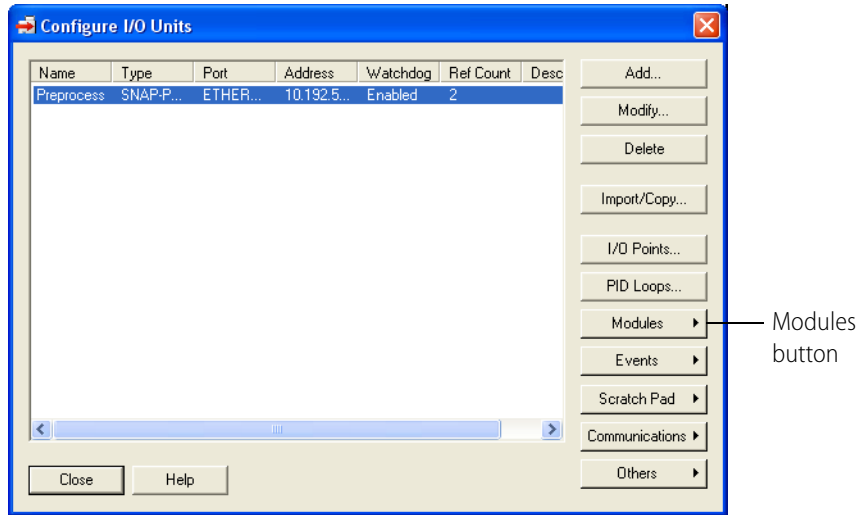 Configure I/O Units
Name Type Port Address Watchdog Ref Count Desc
Preprocess SNAP-P... ETHER... 10.192.5... Enabled 2
Add...
Modify...
Delete
Import/Copy...
I/O Points...
PID Loops...
Modules
Events
Scratch Pad
Communications
Others
Close Help
Modules
button